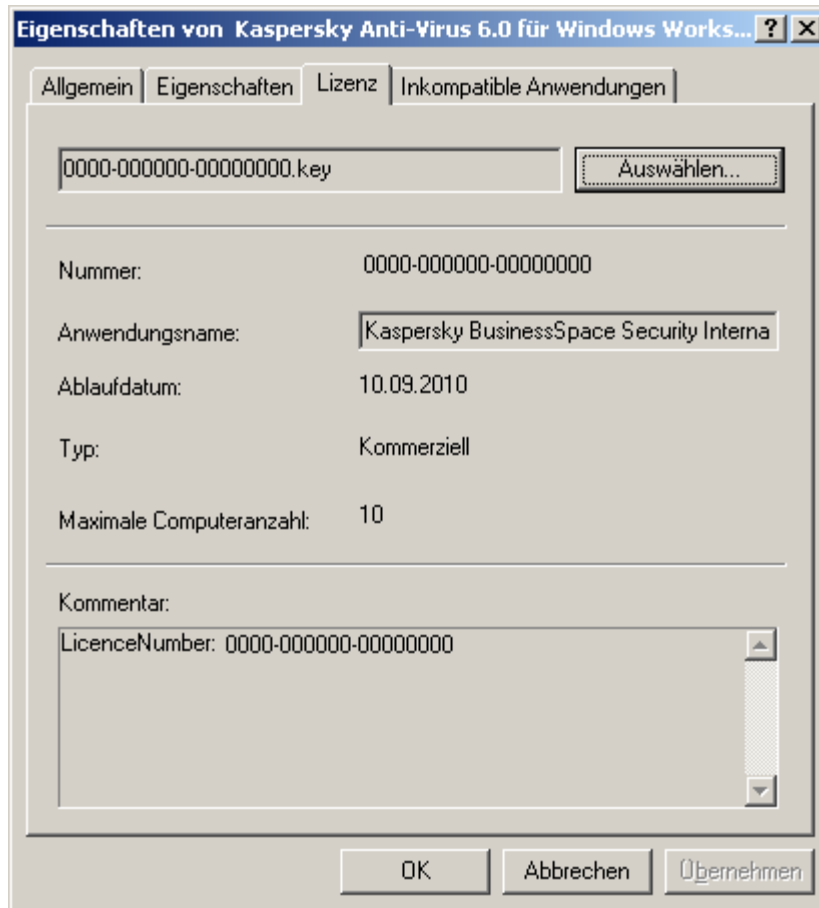 Eigenschaften von Kaspersky Anti-Virus 6.0 für Windows Works...
Allgemein Eigenschaften Lizenz Inkompatible Anwendungen
0000-000000-00000000.key Auswählen...
Nummer: 0000-000000-00000000
Anwendungsname: Kaspersky BusinessSpace Security Interna
Ablaufdatum: 10.09.2010
Typ: Kommerziell
Maximale Computeranzahl: 10
Kommentar:
LicenceNumber: 0000-000000-00000000
OK Abbrechen Übernehmen